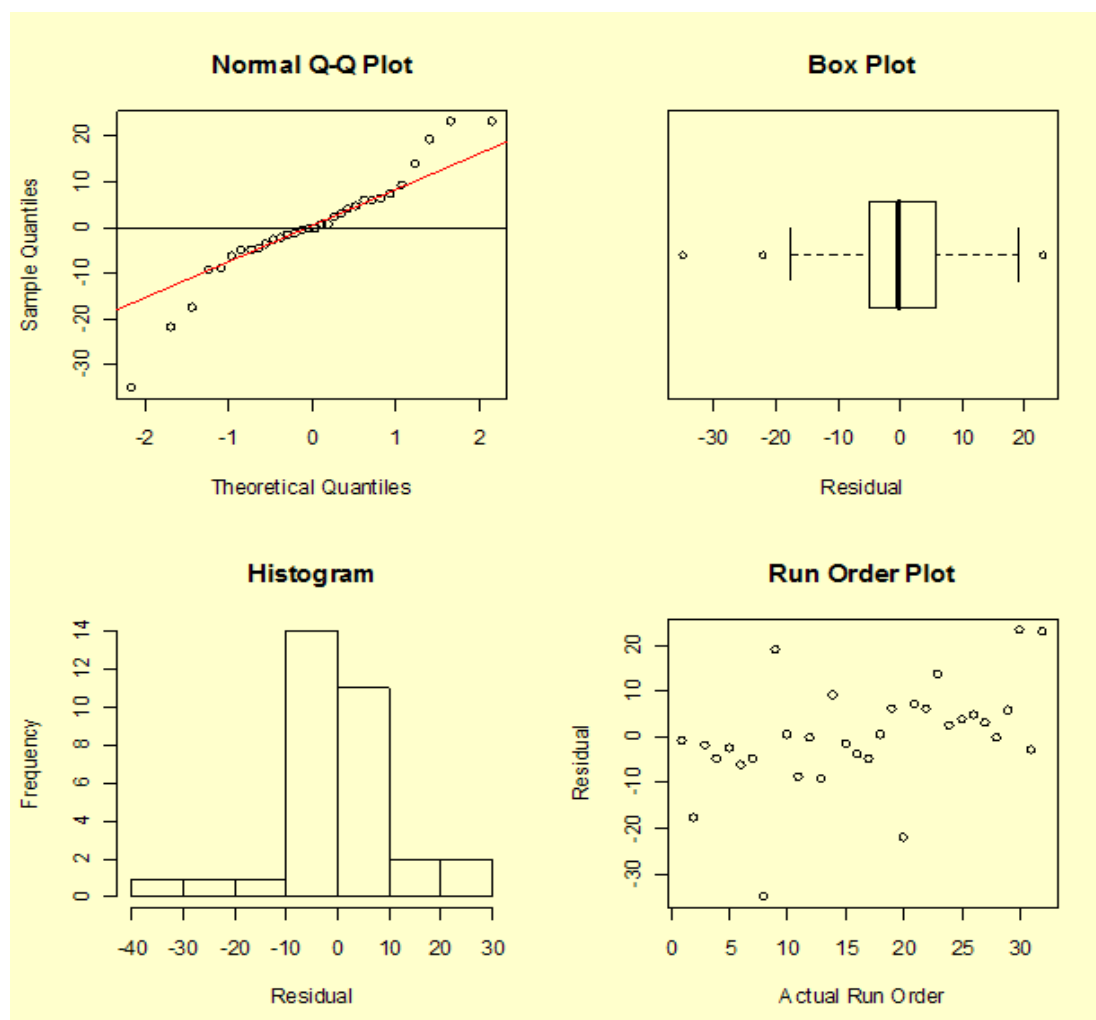 Normal Q-Q Plot
Sample Quantiles
20
10
0
-10
-20
-30
-2 -1 0 1 2
Theoretical Quantiles
Box Plot
-30 -20 -10 0 10 20
Residual
Histogram
Frequency
14
12
10
8
6
4
2
0
-40 -30 -20 -10 0 10 20 30
Residual
Run Order Plot
Residual
20
10
0
-10
-20
-30
0 5 10 15 20 25 30
Actual Run Order